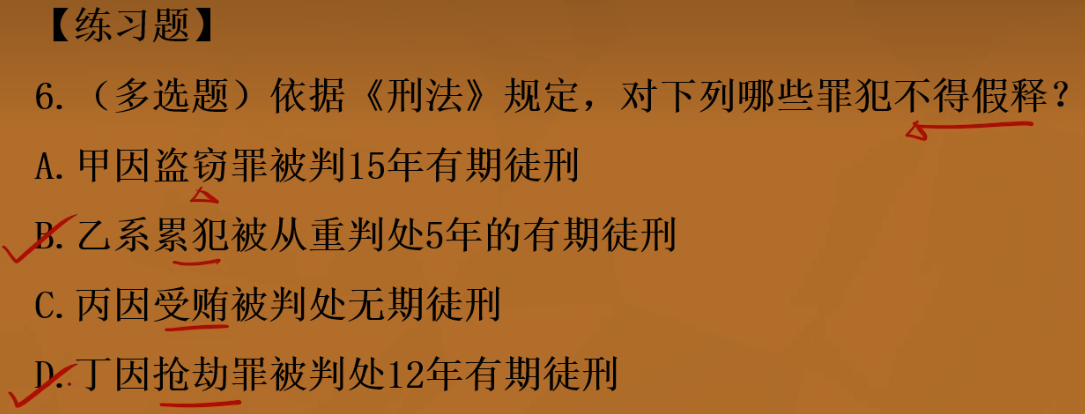 【练习题】
6.（多选题）依据《刑法》规定，对下列哪些罪犯不得假释？
A.甲因盗窃罪被判15年有期徒刑
B.乙系累犯被从重判处5年的有期徒刑
C.丙因受贿被判处无期徒刑
D.丁因抢劫罪被判处12年有期徒刑